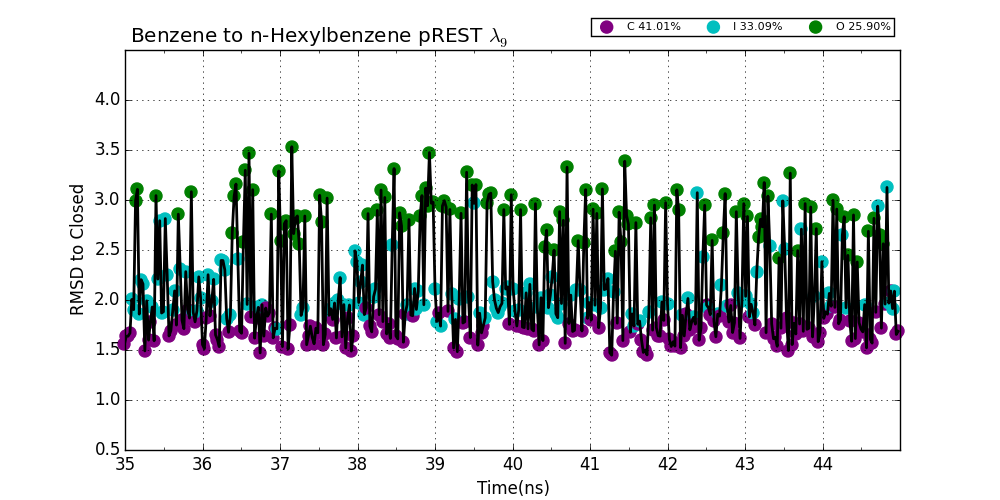 Benzene to n-Hexylbenzene pREST λ₉
C 41.01% I 33.09% O 25.90%
4.0
3.5
3.0
2.5
2.0
1.5
1.0
0.5
RMSD to Closed
35 36 37 38 39 40 41 42 43 44
Time(ns)